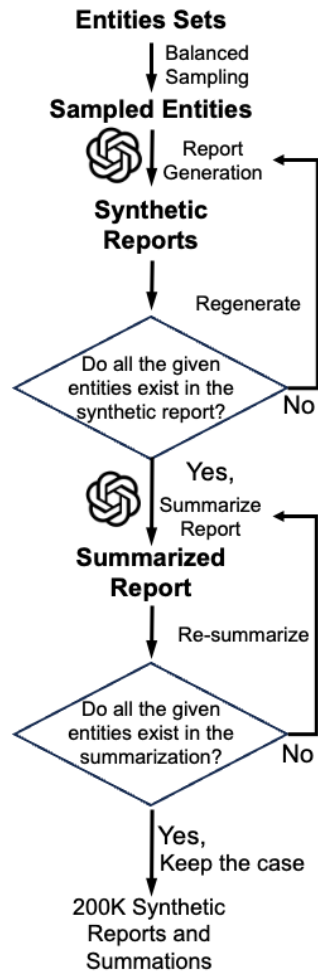 Entities Sets
Balanced
Sampling
Sampled Entities
Report
Generation
Synthetic
Reports
Regenerate
Do all the given
entities exist in the
synthetic report?
No
Yes,
Summarize
Report
Summarized
Report
Re-summarize
Do all the given
entities exist in the
summarization?
No
Yes,
Keep the case
200K Synthetic
Reports and
Summations